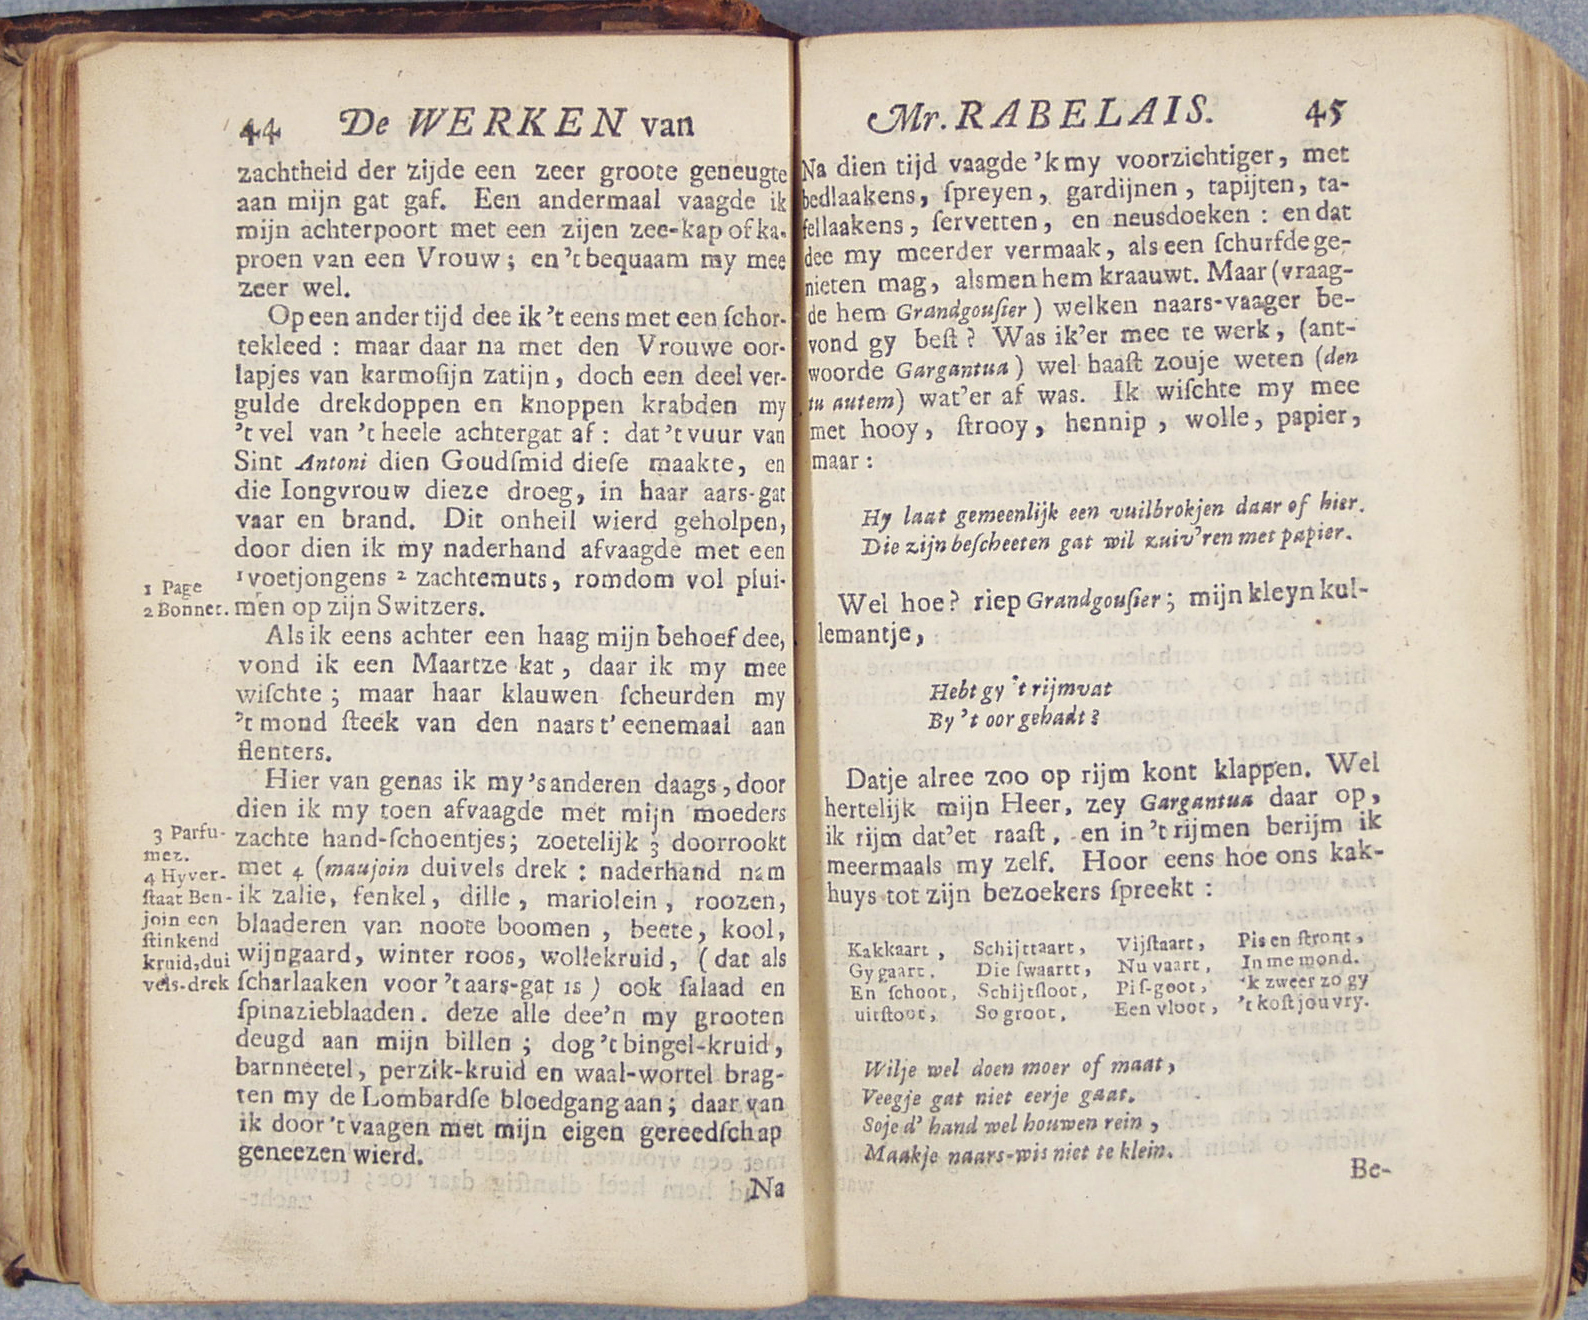 44 De WERKEN van
zachtheid der zijde een zeer groote geneugte
aan mijn gat gaf. Een andermaal vaagde ik
mijn achterpoort met een zijen zee-kap of ka-
proen van een Vrouw; en 't bequaam my mee
zeer wel.
Op een ander tijd dee ik 't eens met een ſchor-
tekleed : maar daar na met den Vrouwe oor-
lapjes van karmoſijn zatijn, doch een deel ver-
gulde drekdoppen en knoppen krabden my
't vel van 't heele achtergat af : dat 't vuur van
Sint Antoni dien Goudſmid dieſe maakte, en
die Iongvrouw dieze droeg, in haar aars-gat
vaar en brand. Dit onheil wierd geholpen,
door dien ik my naderhand afvaagde met een
1 voetjongens 2 zachtemuts, romdom vol plui-
men op zijn Switzers.
1 Page
2 Bonnet.
Als ik eens achter een haag mijn behoef dee,
vond ik een Maartze kat, daar ik my mee
wiſchte ; maar haar klauwen ſcheurden my
't mond ſteek van den naars t' eenemaal aan
flenters.
Hier van genas ik my 's anderen daags, door
dien ik my toen afvaagde met mijn moeders
zachte hand-ſchoentjes; zoetelijk 3 doorrookt
met 4 (maujoin duivels drek : naderhand nam
ik zalie, fenkel, dille, mariolein, roozen,
blaaderen van noote boomen, beete, kool,
wijngaard, winter roos, wollekruid, ( dat als
ſcharlaaken voor 't aars-gat is ) ook ſalaad en
ſpinazieblaaden. deze alle dee'n my grooten
deugd aan mijn billen ; dog 't bingel-kruid,
barnneetel, perzik-kruid en waal-wortel brag-
ten my de Lombardſe bloedgang aan; daar van
ik door 't vaagen met mijn eigen gereedſchap
geneezen wierd.
3 Parfu-
mez.
4 Hyver-
ſtaat Ben-
join een
ſtinkend
kruid, dui
vels-drek
Na
Mr. RABELAIS. 45
Na dien tijd vaagde 'k my voorzichtiger, met
bedlaakens, ſpreyen, gardijnen, tapijten, ta-
fellaakens, ſervetten, en neusdoeken : en dat
dee my meerder vermaak, als een ſchurfde ge-
nieten mag, alsmen hem kraauwt. Maar (vraag-
de hem Grandgouſier) welken naars-vaager be-
vond gy beſt ? Was ik'er mee te werk, (ant-
woorde Gargantua) wel haaſt zouje weten (den
tu autem) wat'er af was. Ik wiſchte my mee
met hooy, ſtrooy, hennip, wolle, papier,
maar :
Hy laat gemeenlijk een vuilbrokjen daar of hier.
Die zijn beſcheeten gat wil zuiv'ren met papier.
Wel hoe? riep Grandgouſier; mijn kleyn kul-
lemantje,
Hebt gy 't rijmvat
By 't oor gehadt ?
Datje alree zoo op rijm kont klappen. Wel
hertelijk mijn Heer, zey Gargantua daar op,
ik rijm dat'et raaſt, en in 't rijmen berijm ik
meermaals my zelf. Hoor eens hoe ons kak-
huys tot zijn bezoekers ſpreekt :
Kakkaart, Schijttaart, Vijſtaart, Pis en ſtront,
Gy gaart, Die ſwaartt, Nu vaart, In me mond.
En ſchoot, Schijtſloot, Piſ-goot, 'k zweer zo gy
uitſtoot, So groot, Een vloot, 't koſt jou vry.
Wilje wel doen moer of maat,
Veegje gat niet eerje gaat.
Soje d' hand wel houwen rein,
Maakje naars-wis niet te klein.
Be-